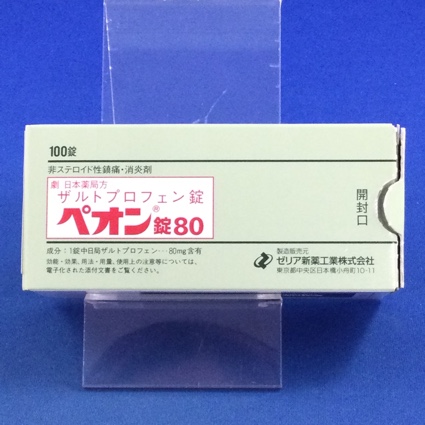 100錠
非ステロイド性鎮痛・消炎剤
劇 日本薬局方
ザルトプロフェン錠
ペオン®錠80
成分:1錠中日局ザルトプロフェン…80mg含有
効能・効果、用法・用量、使用上の注意等については、
電子化された添付文書をご覧ください。
開封口
製造販売元
ゼリア新薬工業株式会社
東京都中央区日本橋小舟町10-11